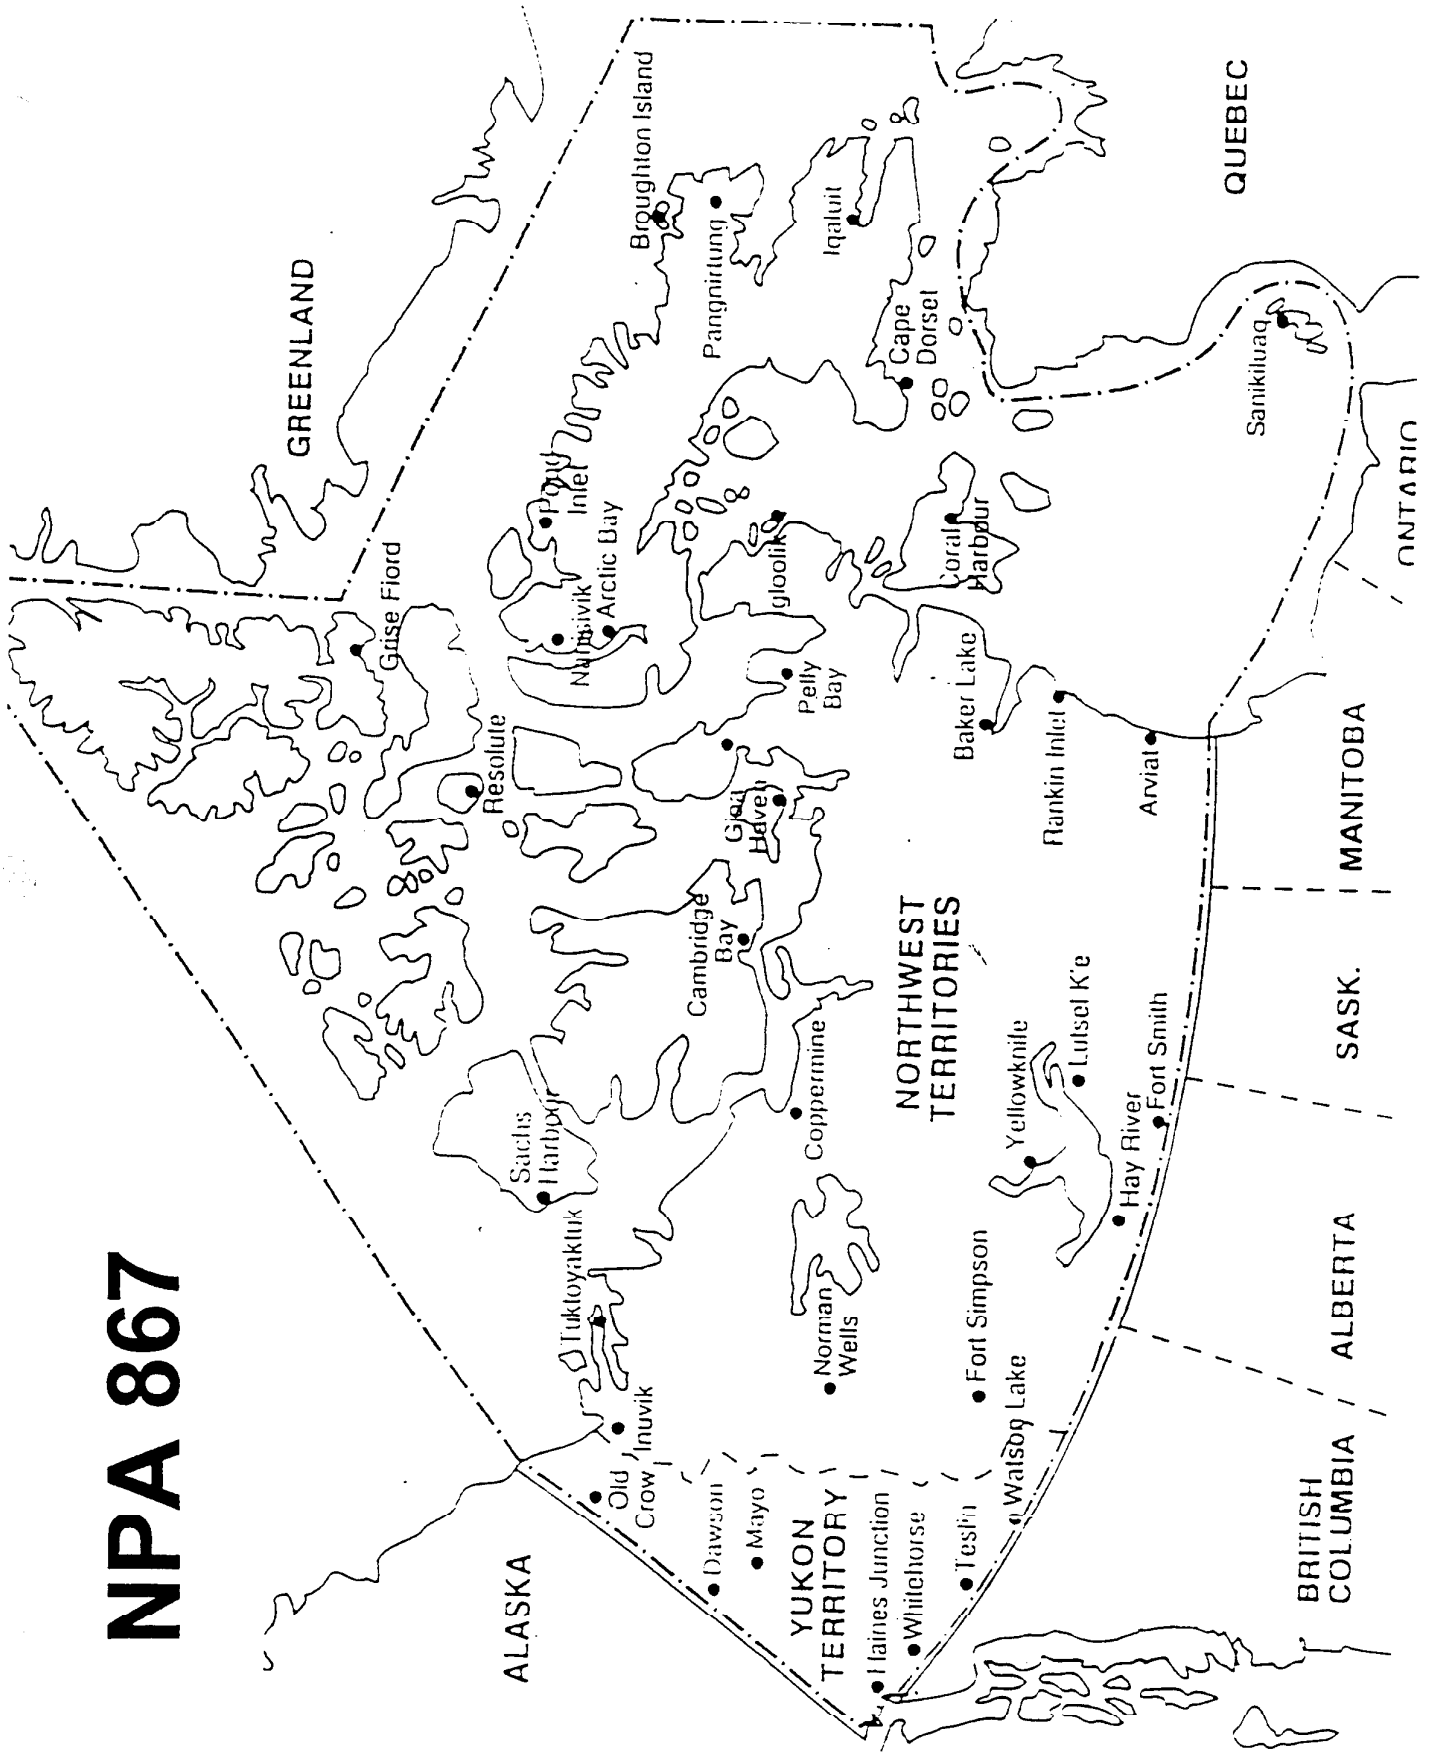 NPA 867
GREENLAND
ALASKA
Grise Fiord
Resolute
Pond
Inlet
Nanisivik
Arctic Bay
Broughton Island
Pangnirtung
Iqaluit
Cape
Dorset
Igloolik
Coral
Harbour
Pelly
Bay
Gjoa
Haven
Cambridge
Bay
Sachs
Harbour
Tuktoyaktuk
Inuvik
Old
Crow
Coppermine
Norman
Wells
Baker Lake
Rankin Inlet
Arviat
Sanikiluaq
NORTHWEST
TERRITORIES
Yellowknife
Lutsel K'e
Fort Smith
Hay River
Fort Simpson
Watson Lake
Dawson
Mayo
YUKON
TERRITORY
Haines Junction
Whitehorse
Teslin
BRITISH
COLUMBIA
ALBERTA
SASK.
MANITOBA
ONTARIO
QUEBEC